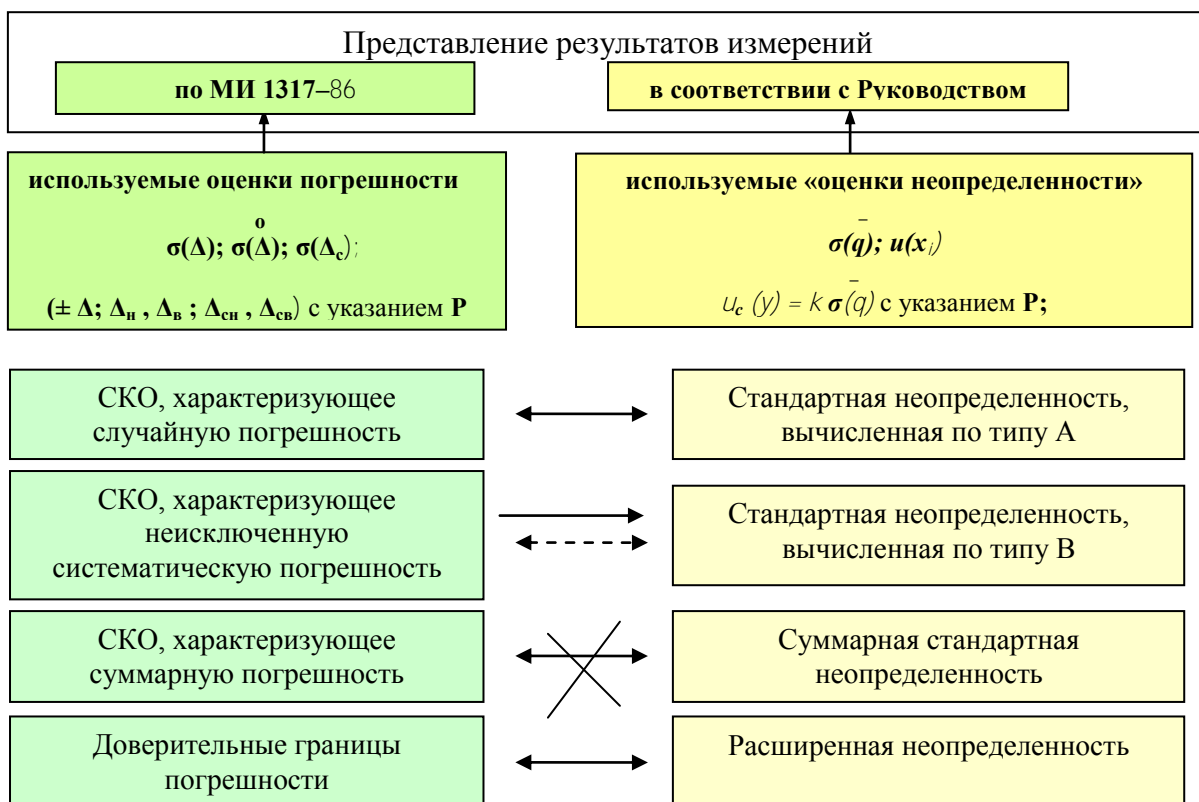 Представление результатов измерений
по МИ 1317–86
в соответствии с Руководством
используемые оценки погрешности
о
σ(Δ); σ(Δ); σ(Δс);
(± Δ; Δн , Δв ; Δсн , Δсв) с указанием Р
используемые «оценки неопределенности»
σ(q̄); u(xi)
uc (y) = k σ(q̄) с указанием Р;
СКО, характеризующее
случайную погрешность
Стандартная неопределенность,
вычисленная по типу А
СКО, характеризующее
неисключенную
систематическую погрешность
Стандартная неопределенность,
вычисленная по типу В
СКО, характеризующее
суммарную погрешность
Суммарная стандартная
неопределенность
Доверительные границы
погрешности
Расширенная неопределенность